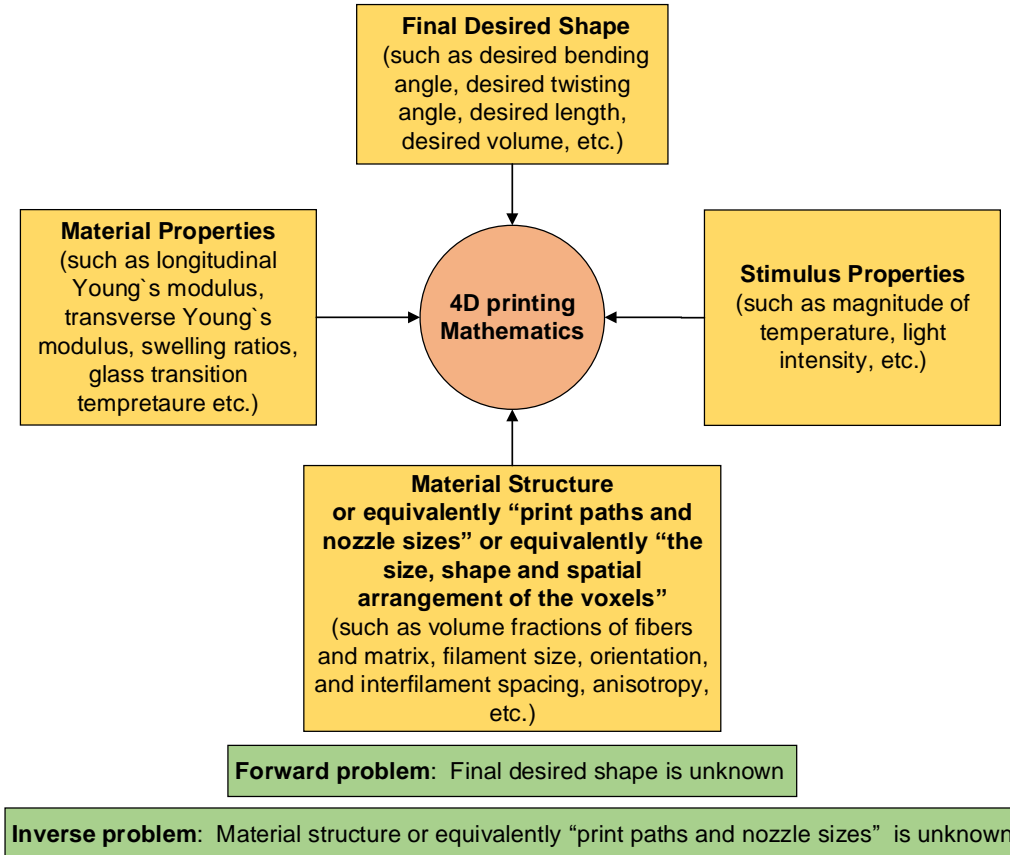 Final Desired Shape
(such as desired bending
angle, desired twisting
angle, desired length,
desired volume, etc.)
Material Properties
(such as longitudinal
Young`s modulus,
transverse Young`s
modulus, swelling ratios,
glass transition
tempretaure etc.)
4D printing
Mathematics
Stimulus Properties
(such as magnitude of
temperature, light
intensity, etc.)
Material Structure
or equivalently “print paths and
nozzle sizes” or equivalently “the
size, shape and spatial
arrangement of the voxels”
(such as volume fractions of fibers
and matrix, filament size, orientation,
and interfilament spacing, anisotropy,
etc.)
Forward problem: Final desired shape is unknown
Inverse problem: Material structure or equivalently “print paths and nozzle sizes” is unknown